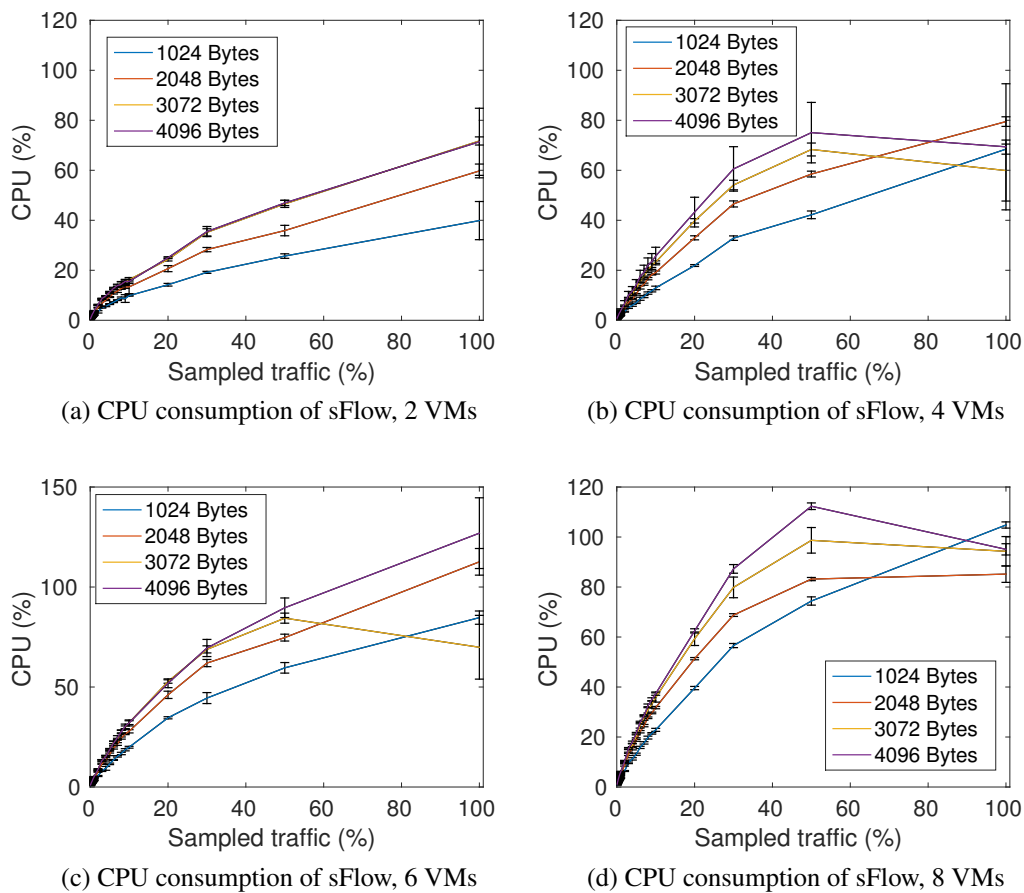 120
100
80
60
40
20
0
CPU (%)
1024 Bytes
2048 Bytes
3072 Bytes
4096 Bytes
0 20 40 60 80 100
Sampled traffic (%)
(a) CPU consumption of sFlow, 2 VMs
120
100
80
60
40
20
0
CPU (%)
1024 Bytes
2048 Bytes
3072 Bytes
4096 Bytes
0 20 40 60 80 100
Sampled traffic (%)
(b) CPU consumption of sFlow, 4 VMs
150
100
50
0
CPU (%)
1024 Bytes
2048 Bytes
3072 Bytes
4096 Bytes
0 20 40 60 80 100
Sampled traffic (%)
(c) CPU consumption of sFlow, 6 VMs
120
100
80
60
40
20
0
CPU (%)
1024 Bytes
2048 Bytes
3072 Bytes
4096 Bytes
0 20 40 60 80 100
Sampled traffic (%)
(d) CPU consumption of sFlow, 8 VMs